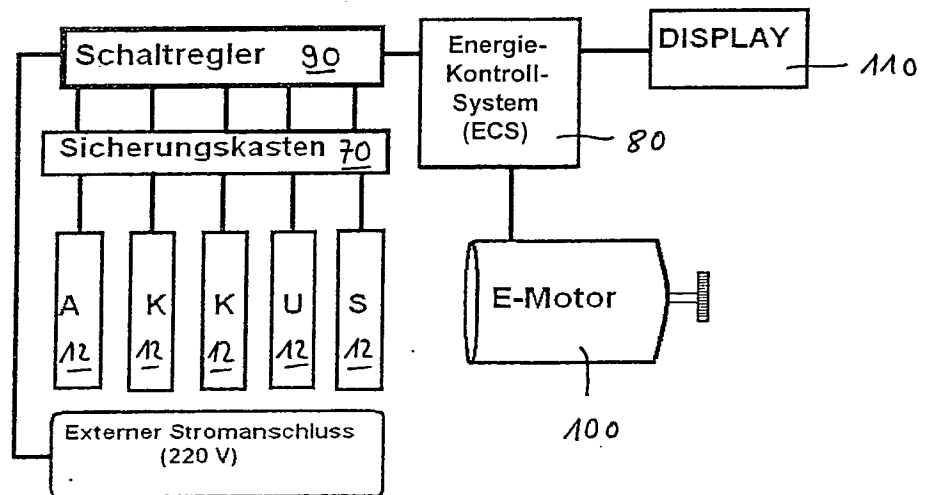 Schaltregler 90
Energie-
Kontroll-
System
(ECS)
80
DISPLAY
110
Sicherungskasten 70
A K K U S
12 12 12 12 12
E-Motor
100
Externer Stromanschluss
(220 V)